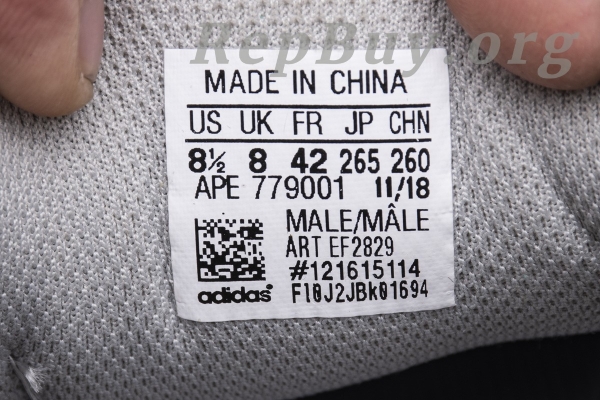 RepBuy org
MADE IN CHINA
US UK FR JP CHN
8½ 8 42 265 260
APE 779001 11/18
MALE/MÂLE
ART EF2829
#121615114
F10J2JBk01694
adidas